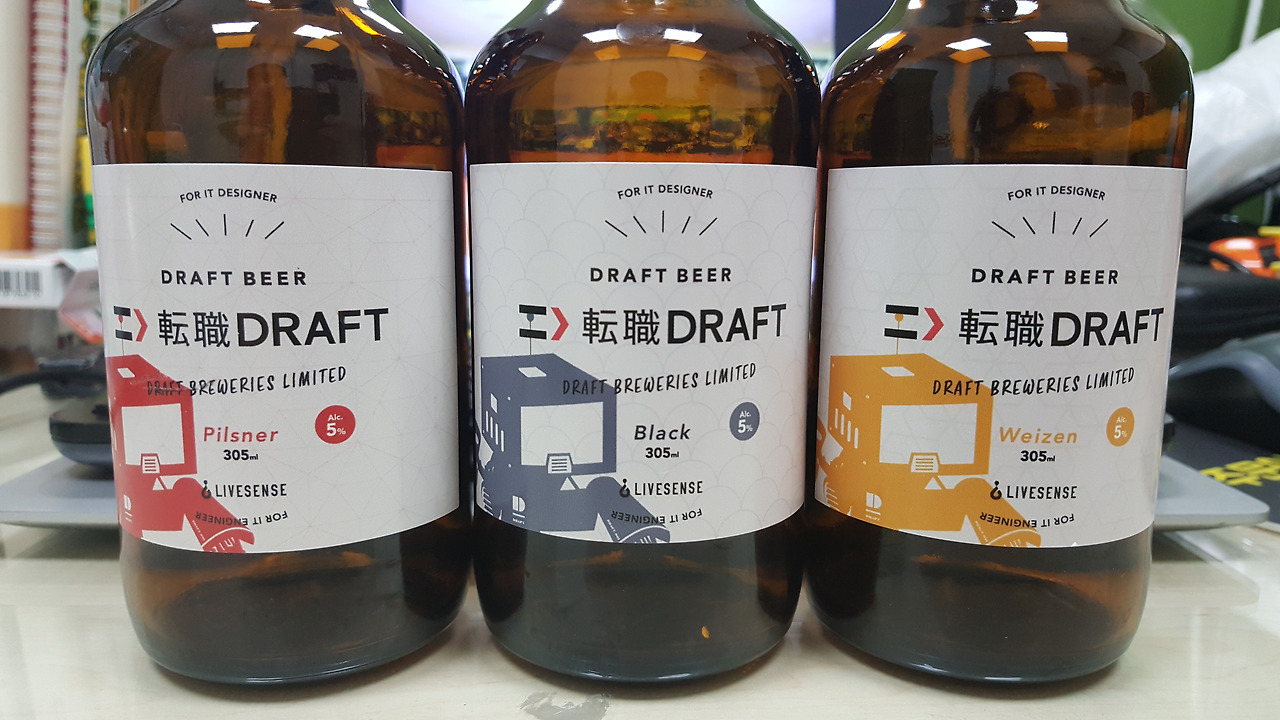 FOR IT DESIGNER
DRAFT BEER
転職DRAFT
DRAFT BREWERIES LIMITED
Alc.
5%
Pilsner
305ml
LIVESENSE
FOR IT ENGINEER
FOR IT DESIGNER
DRAFT BEER
転職DRAFT
DRAFT BREWERIES LIMITED
Alc.
5%
Black
305ml
LIVESENSE
FOR IT ENGINEER
FOR IT DESIGNER
DRAFT BEER
転職DRAFT
DRAFT BREWERIES LIMITED
Alc.
5%
Weizen
305ml
LIVESENSE
FOR IT ENGINEER